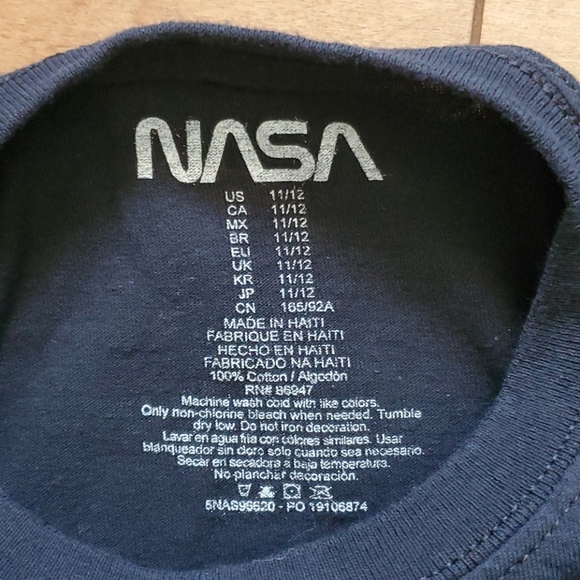 NASA
US 11/12
CA 11/12
MX 11/12
BR 11/12
EU 11/12
UK 11/12
KR 11/12
JP 11/12
CN 165/92A
MADE IN HAITI
FABRIQUE EN HAITI
HECHO EN HAITI
FABRICADO NA HAITI
100% Cotton / Algodón
RN# 86947
Machine wash cold with like colors.
Only non-chlorine bleach when needed. Tumble
dry low. Do not iron decoration.
Lavar en agua fria con colores similares. Usar
blanqueador sin cloro solo cuando sea necesario.
Secar en secadora a baja temperatura.
No planchar decoración.
5NAS96620 - PO 19106874